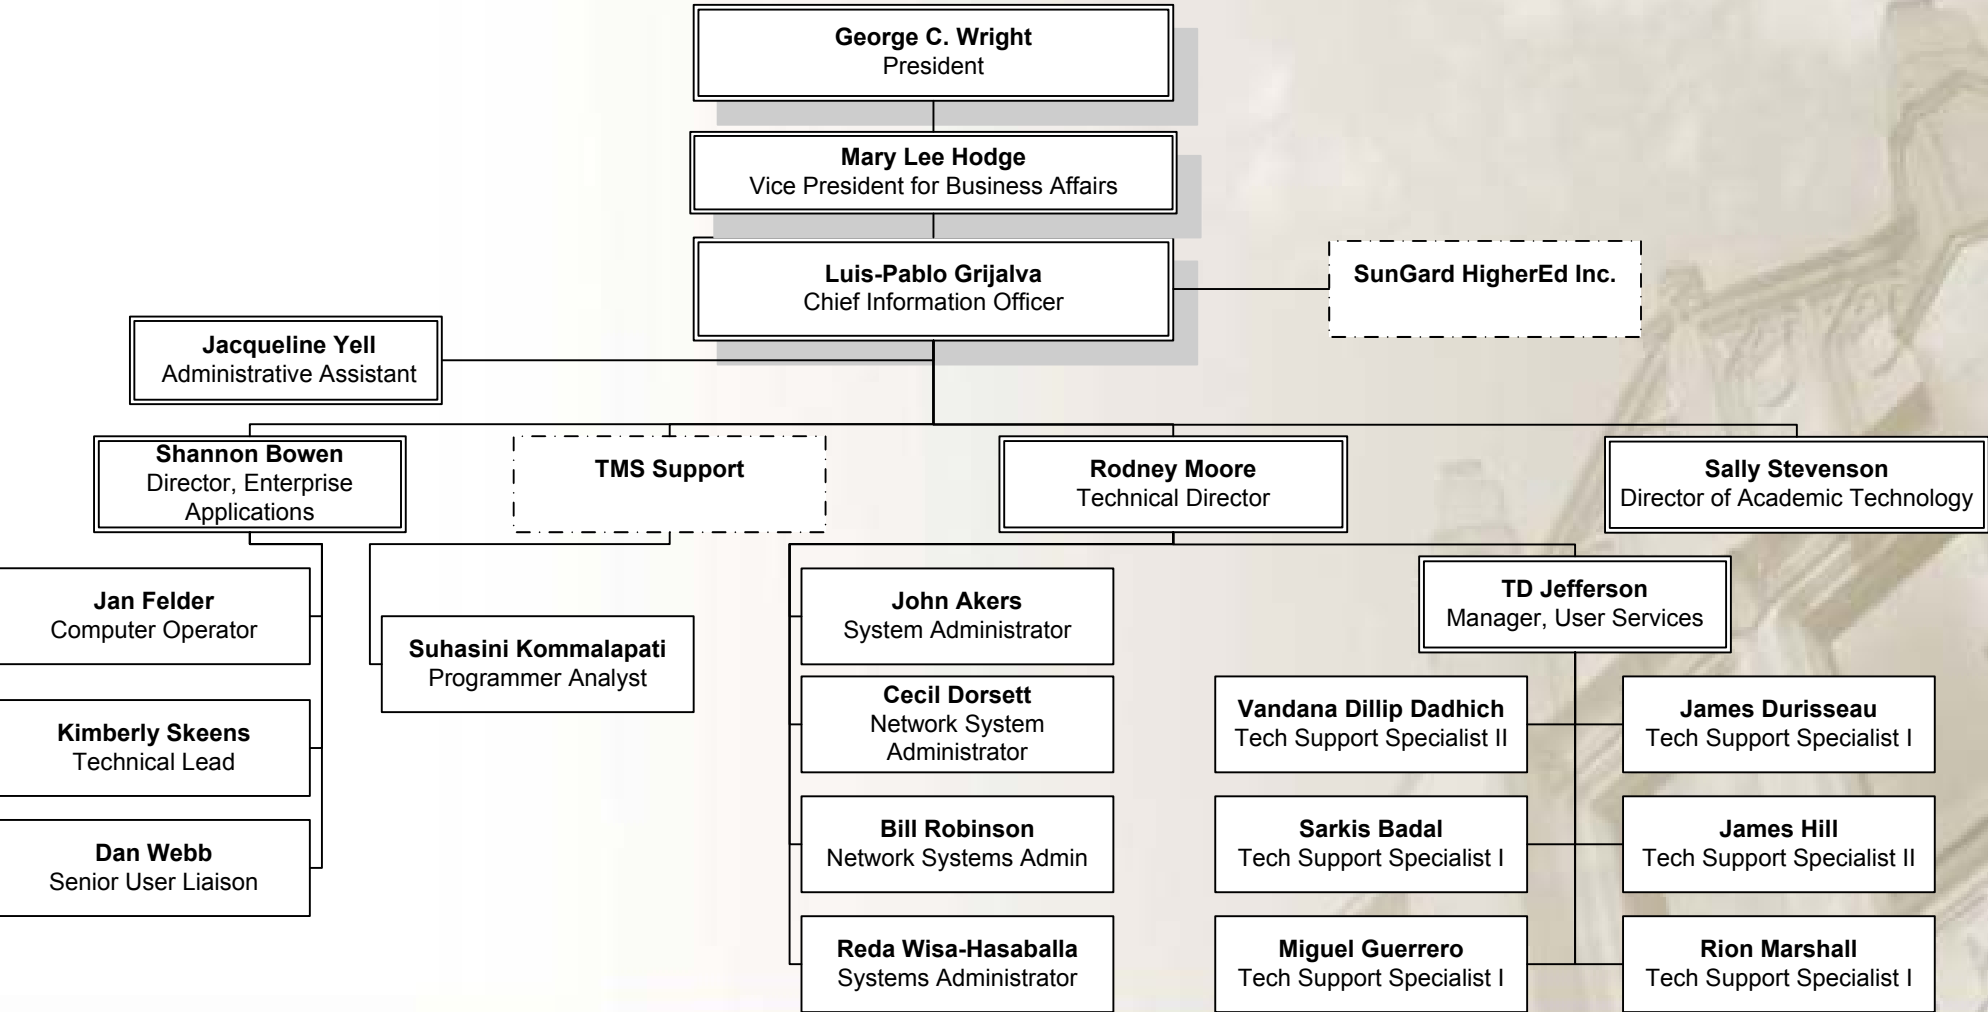 George C. Wright
President
Mary Lee Hodge
Vice President for Business Affairs
Luis-Pablo Grijalva
Chief Information Officer
SunGard HigherEd Inc.
Jacqueline Yell
Administrative Assistant
Shannon Bowen
Director, Enterprise
Applications
TMS Support
Rodney Moore
Technical Director
Sally Stevenson
Director of Academic Technology
Jan Felder
Computer Operator
Kimberly Skeens
Technical Lead
Dan Webb
Senior User Liaison
Suhasini Kommalapati
Programmer Analyst
John Akers
System Administrator
Cecil Dorsett
Network System
Administrator
Bill Robinson
Network Systems Admin
Reda Wisa-Hasaballa
Systems Administrator
TD Jefferson
Manager, User Services
Vandana Dillip Dadhich
Tech Support Specialist II
James Durisseau
Tech Support Specialist I
Sarkis Badal
Tech Support Specialist I
James Hill
Tech Support Specialist II
Miguel Guerrero
Tech Support Specialist I
Rion Marshall
Tech Support Specialist I